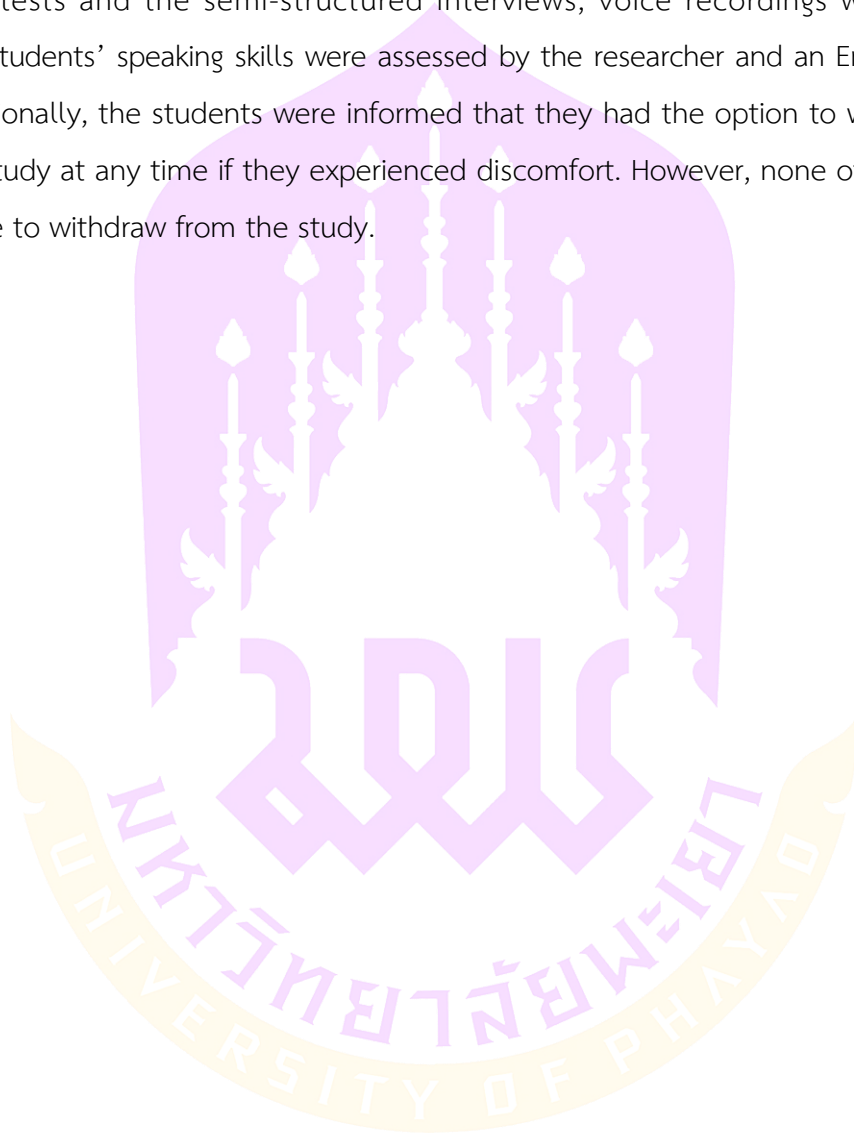 tests and the semi-structured interviews, voice recordings w
tudents’ speaking skills were assessed by the researcher and an En
onally, the students were informed that they had the option to w
tudy at any time if they experienced discomfort. However, none o
e to withdraw from the study.
มพ
มหาวิทยาลัยพะเยา
UNIVERSITY OF PHAYAO